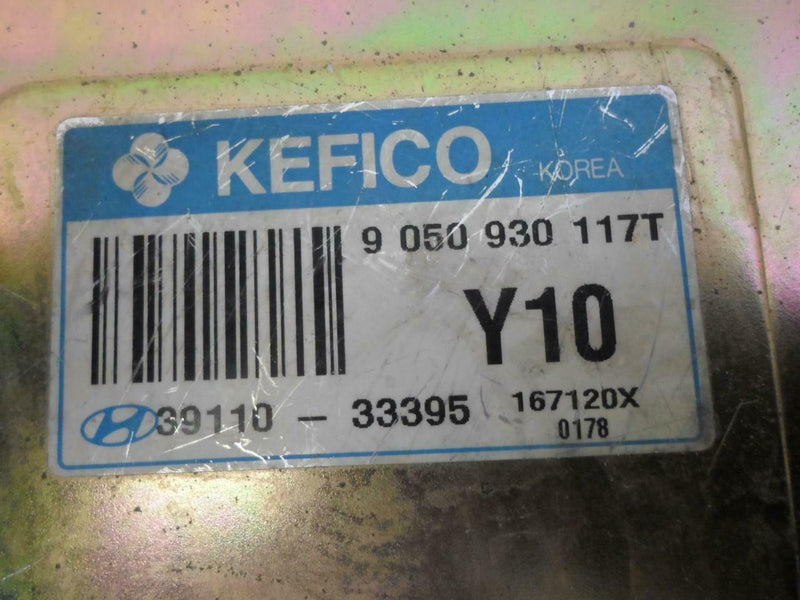 KEFICO KOREA
9 050 930 117T
Y10
39110 - 33395
167120X
0178